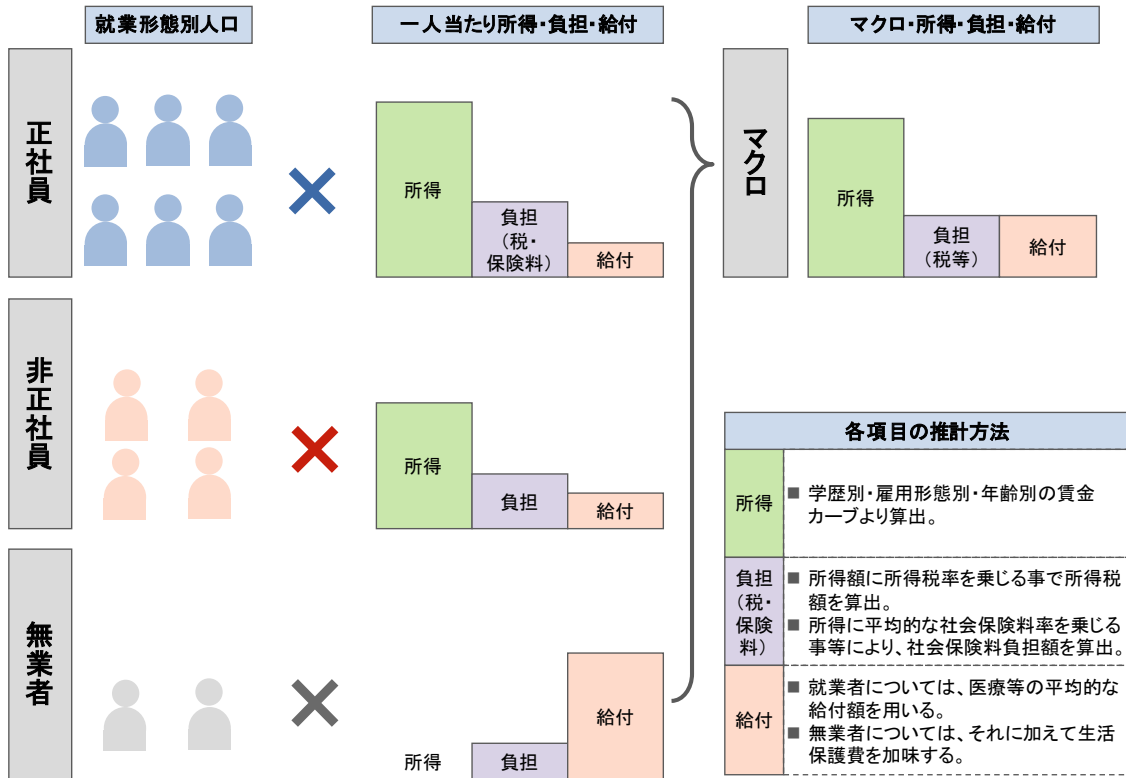 就業形態別人口
一人当たり所得・負担・給付
マクロ・所得・負担・給付
正社員
所得
負担
(税・
保険料)
給付
マクロ
所得
負担
(税等)
給付
非正社員
所得
負担
給付
無業者
所得
負担
給付
各項目の推計方法
所得
■ 学歴別・雇用形態別・年齢別の賃金
カーブより算出。
負担
(税・
保険
料)
■ 所得額に所得税率を乗じる事で所得税
額を算出。
■ 所得に平均的な社会保険料率を乗じる
事等により、社会保険料負担額を算出。
給付
■ 就業者については、医療等の平均的な
給付額を用いる。
■ 無業者については、それに加えて生活
保護費を加味する。